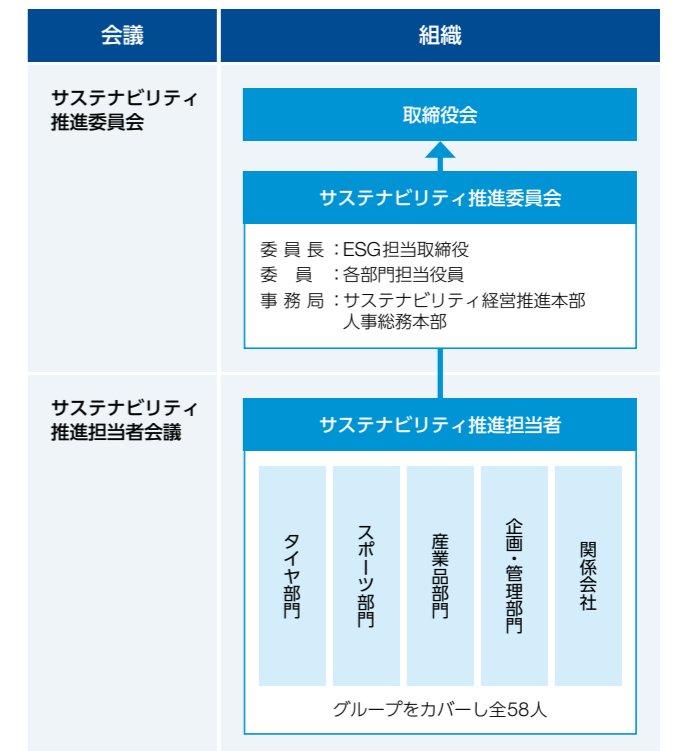 会議
組織
サステナビリティ
推進委員会
取締役会
サステナビリティ推進委員会
委員長：ESG担当取締役
委　員　：各部門担当役員
事務局：サステナビリティ経営推進本部
人事総務本部
サステナビリティ
推進担当者会議
サステナビリティ推進担当者
タイヤ部門
スポーツ部門
産業品部門
企画・管理部門
関係会社
グループをカバーし全58人